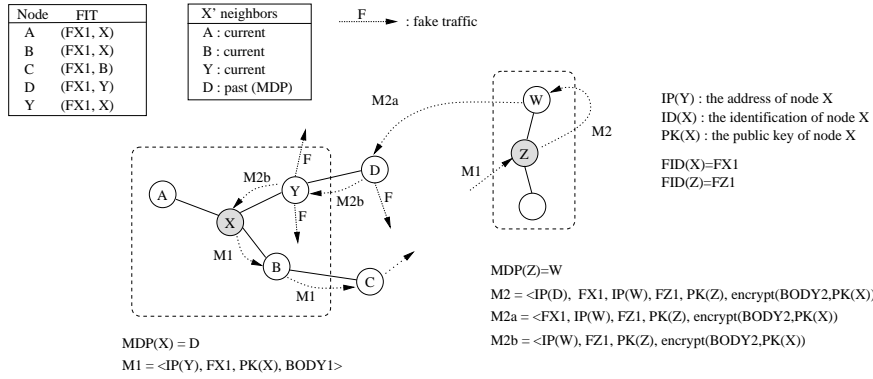 Node FIT
A (FX1, X)
B (FX1, X)
C (FX1, B)
D (FX1, Y)
Y (FX1, X)
X' neighbors
A : current
B : current
Y : current
D : past (MDP)
F : fake traffic
M2a
W
M2
Z
M1
IP(Y) : the address of node X
ID(X) : the identification of node X
PK(X) : the public key of node X
FID(X)=FX1
FID(Z)=FZ1
F
M2b
D
A
Y
M2b
F
X
F
M1
B
C
M1
MDP(X) = D
M1 = <IP(Y), FX1, PK(X), BODY1>
MDP(Z)=W
M2 = <IP(D), FX1, IP(W), FZ1, PK(Z), encrypt(BODY2,PK(X))
M2a = <FX1, IP(W), FZ1, PK(Z), encrypt(BODY2,PK(X))
M2b = <IP(W), FZ1, PK(Z), encrypt(BODY2,PK(X))